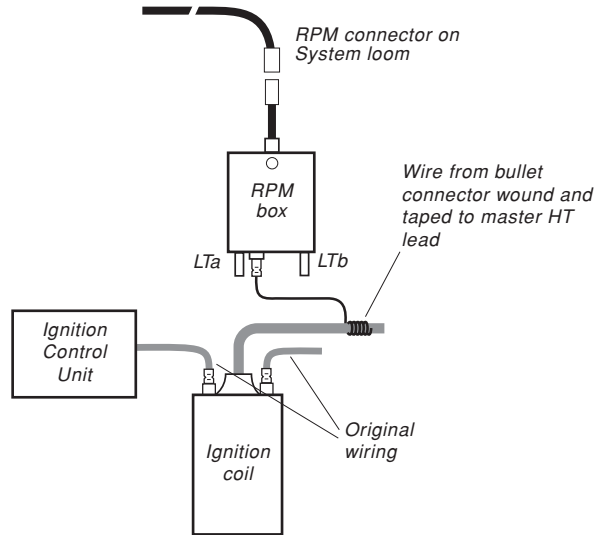 RPM connector on
System loom
RPM
box
Wire from bullet
connector wound and
taped to master HT
lead
LTa
LTb
Ignition
Control
Unit
Original
wiring
Ignition
coil